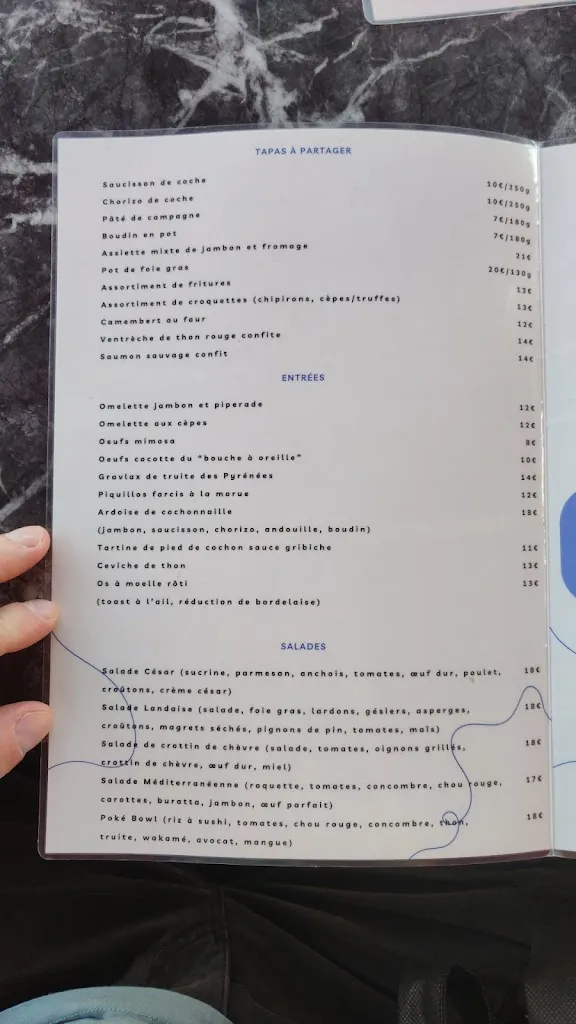 TAPAS À PARTAGER
Saucisson de coche 10€/250g
Chorizo de coche 10€/250g
Pâté de campagne 7€/180g
Boudin en pot 7€/180g
Assiette mixte de jambon et fromage 21€
Pot de foie gras 20€/130g
Assortiment de fritures 13€
Assortiment de croquettes (chipirons, cèpes/truffes) 13€
Camembert au four 12€
Ventrèche de thon rouge confite 14€
Saumon sauvage confit 14€
ENTRÉES
Omelette jambon et piperade 12€
Omelette aux cèpes 12€
Oeufs mimosa 8€
Oeufs cocotte du “bouche à oreille” 10€
Gravlax de truite des Pyrénées 14€
Piquillos farcis à la morue 12€
Ardoise de cochonnaille 18€
(jambon, saucisson, chorizo, andouille, boudin)
Tartine de pied de cochon sauce gribiche 11€
Ceviche de thon 13€
Os à moelle rôti 13€
(toast à l'ail, réduction de bordelaise)
SALADES
Salade César (sucrine, parmesan, anchois, tomates, œuf dur, poulet, 18€
croûtons, crème césar)
Salade Landaise (salade, foie gras, lardons, gésiers, asperges, 18€
croûtons, magrets séchés, pignons de pin, tomates, maïs)
Salade de crottin de chèvre (salade, tomates, oignons grillés, 18€
crottin de chèvre, œuf dur, miel)
Salade Méditerranéenne (roquette, tomates, concombre, chou rouge, 17€
carottes, buratta, jambon, œuf parfait)
Poké Bowl (riz à sushi, tomates, chou rouge, concombre, thon, 18€
truite, wakamé, avocat, mangue)